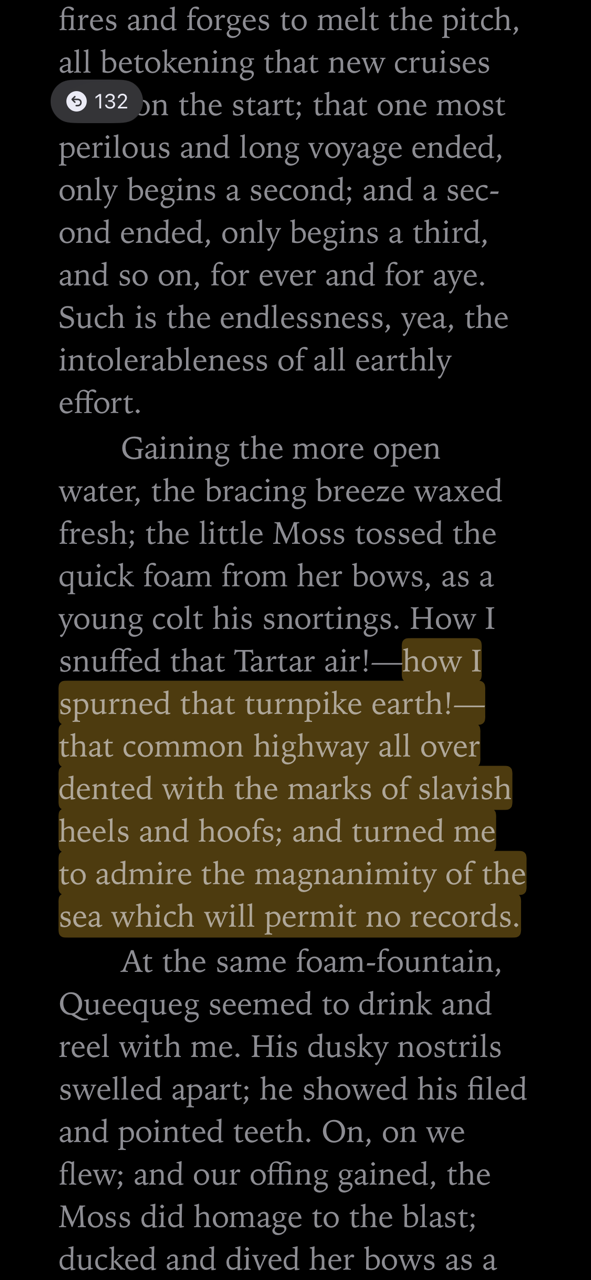 fires and forges to melt the pitch,
all betokening that new cruises
132
on the start; that one most
perilous and long voyage ended,
only begins a second; and a sec-
ond ended, only begins a third,
and so on, for ever and for aye.
Such is the endlessness, yea, the
intolerableness of all earthly
effort.
Gaining the more open
water, the bracing breeze waxed
fresh; the little Moss tossed the
quick foam from her bows, as a
young colt his snortings. How I
snuffed that Tartar air!—how I
spurned that turnpike earth!—
that common highway all over
dented with the marks of slavish
heels and hoofs; and turned me
to admire the magnanimity of the
sea which will permit no records.
At the same foam-fountain,
Queequeg seemed to drink and
reel with me. His dusky nostrils
swelled apart; he showed his filed
and pointed teeth. On, on we
flew; and our offing gained, the
Moss did homage to the blast;
ducked and dived her bows as a